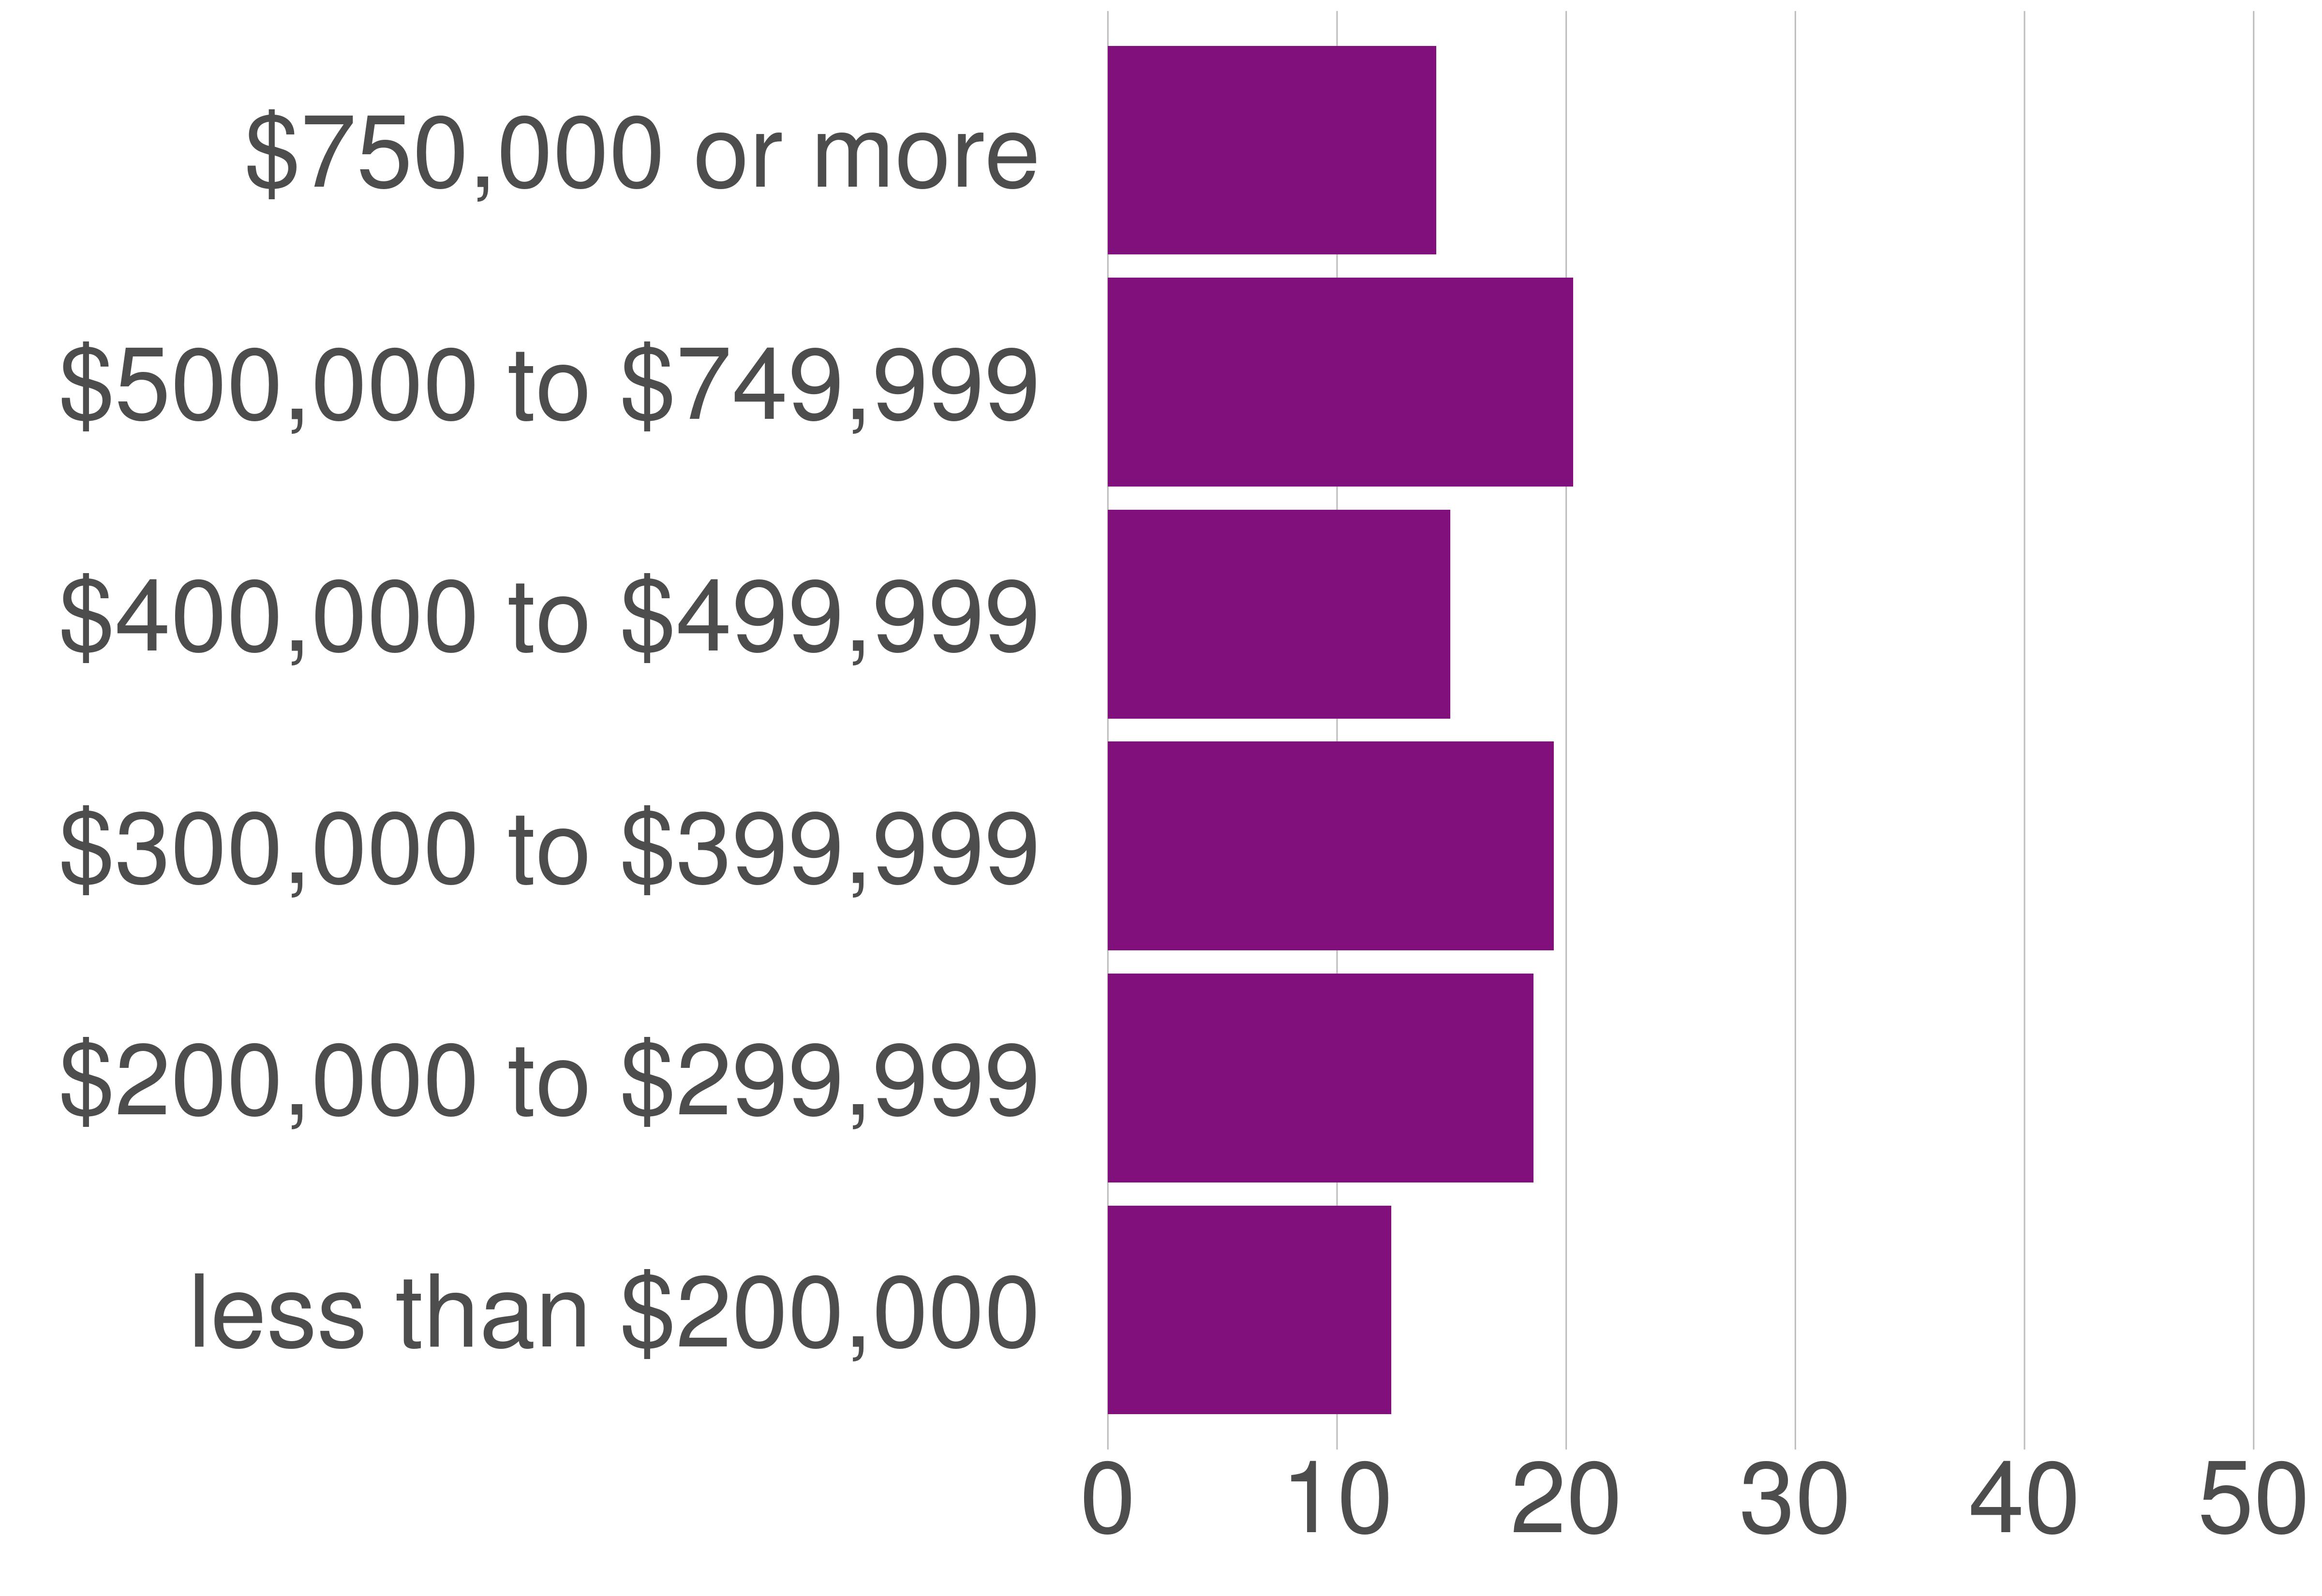 $750,000 or more
$500,000 to $749,999
$400,000 to $499,999
$300,000 to $399,999
$200,000 to $299,999
less than $200,000
0 10 20 30 40 50